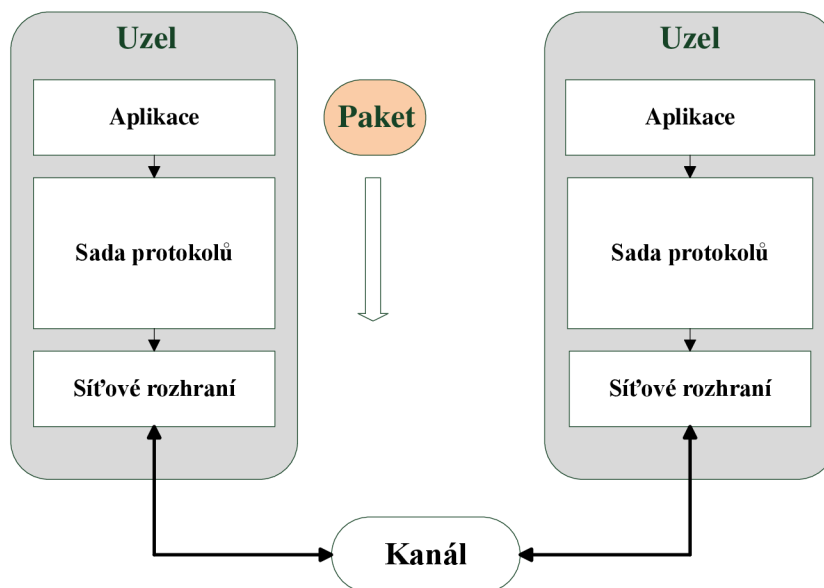 Uzel
Aplikace
Sada protokolů
Síťové rozhraní
Paket
Uzel
Aplikace
Sada protokolů
Síťové rozhraní
Kanál